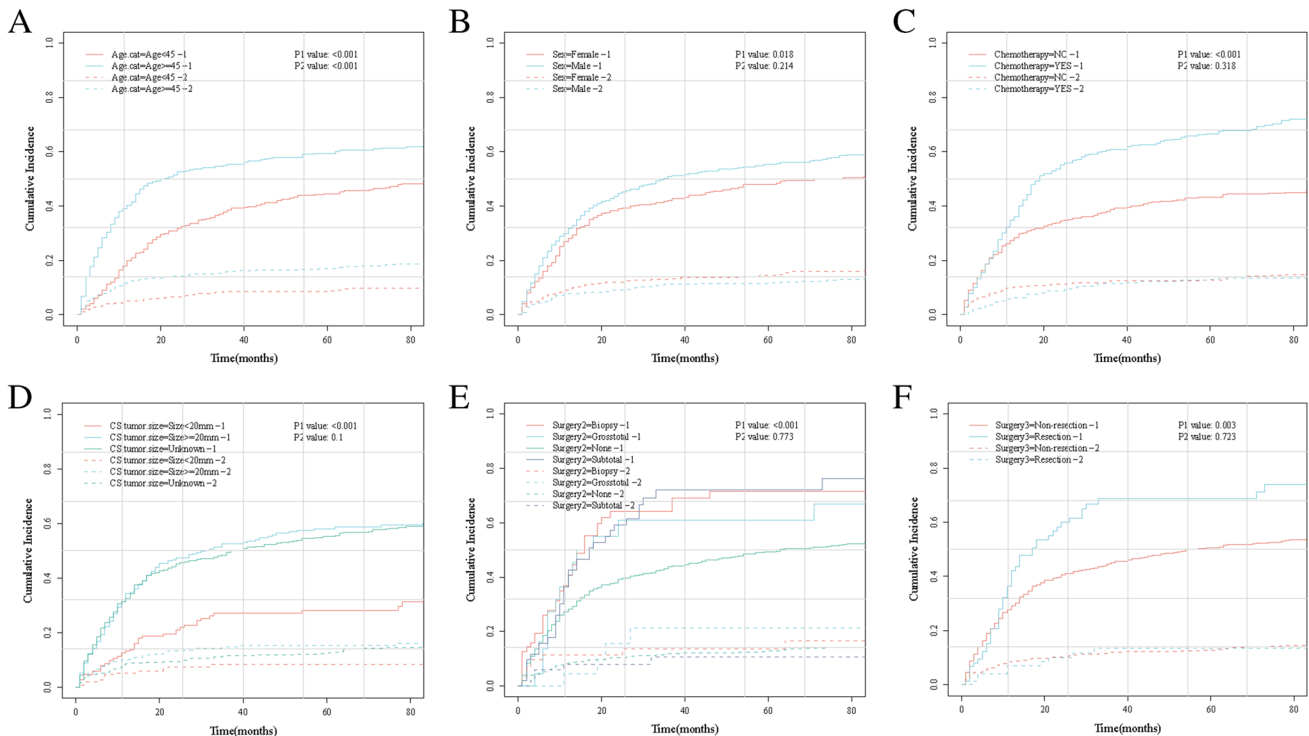 A
Age.cat=Age<45 -1
Age.cat=Age>=45 -1
Age.cat=Age<45 -2
Age.cat=Age>=45 -2
P1 value: <0.001
P2 value: <0.001
Cumulative Incidence
0.0 0.2 0.4 0.6 0.8 1.0
0 20 40 60 80
Time(months)
B
Sex=Female -1
Sex=Male -1
Sex=Female -2
Sex=Male -2
P1 value: 0.018
P2 value: 0.214
Cumulative Incidence
0.0 0.2 0.4 0.6 0.8 1.0
0 20 40 60 80
Time(months)
C
Chemotherapy=NC -1
Chemotherapy=YES -1
Chemotherapy=NC -2
Chemotherapy=YES -2
P1 value: <0.001
P2 value: 0.318
Cumulative Incidence
0.0 0.2 0.4 0.6 0.8 1.0
0 20 40 60 80
Time(months)
D
CS.tumor.size=Size<20mm -1
CS.tumor.size=Size>=20mm -1
CS.tumor.size=Unknown -1
CS.tumor.size=Size<20mm -2
CS.tumor.size=Size>=20mm -2
CS.tumor.size=Unknown -2
P1 value: <0.001
P2 value: 0.1
Cumulative Incidence
0.0 0.2 0.4 0.6 0.8 1.0
0 20 40 60 80
Time(months)
E
Surgery2=Biopsy -1
Surgery2=Grosstotal -1
Surgery2=None -1
Surgery2=Subtotal -1
Surgery2=Biopsy -2
Surgery2=Grosstotal -2
Surgery2=None -2
Surgery2=Subtotal -2
P1 value: <0.001
P2 value: 0.773
Cumulative Incidence
0.0 0.2 0.4 0.6 0.8 1.0
0 20 40 60 80
Time(months)
F
Surgery3=Non-resection -1
Surgery3=Resection -1
Surgery3=Non-resection -2
Surgery3=Resection -2
P1 value: 0.003
P2 value: 0.723
Cumulative Incidence
0.0 0.2 0.4 0.6 0.8 1.0
0 20 40 60 80
Time(months)